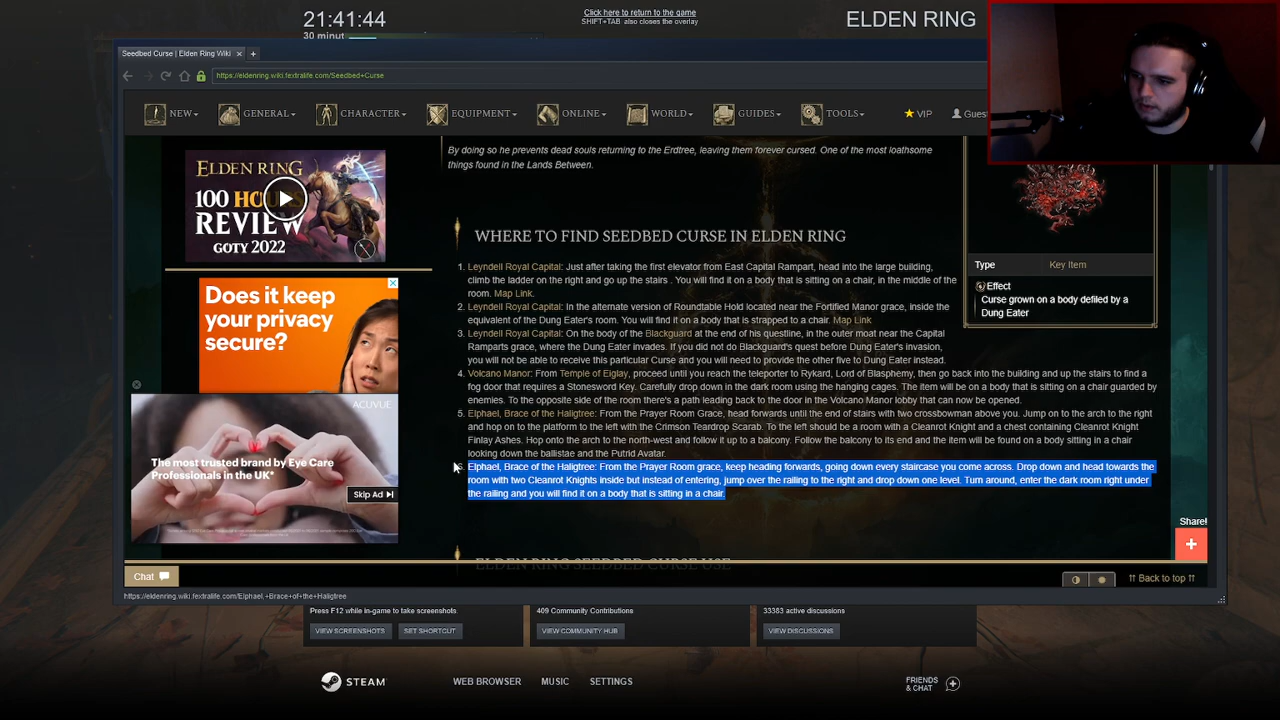 21:41:44
30 minut
Click here to return to the game
SHIFT+TAB also closes the overlay
ELDEN RING
Seedbed Curse | Elden Ring Wiki
https://eldenring.wiki.fextralife.com/Seedbed+Curse
NEW
GENERAL
CHARACTER
EQUIPMENT
ONLINE
WORLD
GUIDES
TOOLS
VIP
Guest
By doing so he prevents dead souls returning to the Erdtree, leaving them forever cursed. One of the most loathsome
things found in the Lands Between.
ELDEN RING
100 HOURS
REVIEW
GOTY 2022
WHERE TO FIND SEEDBED CURSE IN ELDEN RING
1. Leyndell Royal Capital: Just after taking the first elevator from East Capital Rampart, head into the large building,
climb the ladder on the right and go up the stairs . You will find it on a body that is sitting on a chair, in the middle of the
room. Map Link.
2. Leyndell Royal Capital: In the alternate version of Roundtable Hold located near the Fortified Manor grace, inside the
equivalent of the Dung Eater's room. You will find it on a body that is strapped to a chair. Map Link
3. Leyndell Royal Capital: On the body of the Blackguard at the end of his questline, in the outer moat near the Capital
Ramparts grace, where the Dung Eater invades. If you did not do Blackguard's quest before Dung Eater's invasion,
you will not be able to receive this particular Curse and you will need to provide the other five to Dung Eater instead.
4. Volcano Manor: From Temple of Eiglay, proceed until you reach the teleporter to Rykard, Lord of Blasphemy, then go back into the building and up the stairs to find a
fog door that requires a Stonesword Key. Carefully drop down in the dark room using the hanging cages. The item will be on a body that is sitting on a chair guarded by
enemies. To the opposite side of the room there's a path leading back to the door in the Volcano Manor lobby that can now be opened.
5. Elphael, Brace of the Haligtree: From the Prayer Room Grace, head forwards until the end of stairs with two crossbowman above you. Jump on to the arch to the right
and hop on to the platform to the left with the Crimson Teardrop Scarab. To the left should be a room with a Cleanrot Knight and a chest containing Cleanrot Knight
Finlay Ashes. Hop onto the arch to the north-west and follow it up to a balcony. Follow the balcony to its end and the item will be found on a body sitting in a chair
looking down the ballistae and the Putrid Avatar.
Elphael, Brace of the Haligtree: From the Prayer Room grace, keep heading forwards, going down every staircase you come across. Drop down and head towards the
room with two Cleanrot Knights inside but instead of entering, jump over the railing to the right and drop down one level. Turn around, enter the dark room right under
the railing and you will find it on a body that is sitting in a chair.
ELDEN RING SEEDBED CURSE USE
Type
Key Item
Effect
Curse grown on a body defiled by a
Dung Eater
Does it keep
your privacy
secure?
ACUVUE
The most trusted brand by Eye Care
Professionals in the UK*
Skip Ad
Share!
+
Chat
Back to top
https://eldenring.wiki.fextralife.com/Elphael,+Brace+of+the+Haligtree
Press F12 while in-game to take screenshots
VIEW SCREENSHOTS
SET SHORTCUT
409 Community Contributions
VIEW COMMUNITY HUB
33383 active discussions
VIEW DISCUSSIONS
STEAM
WEB BROWSER
MUSIC
SETTINGS
FRIENDS
& CHAT